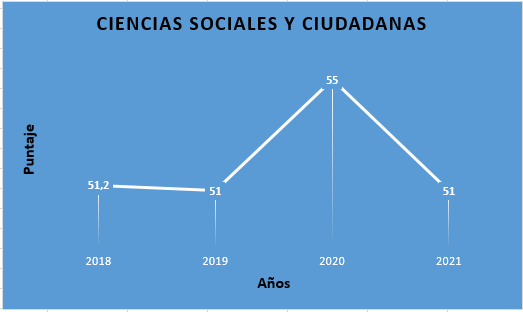 CIENCIAS SOCIALES Y CIUDADANAS
Puntaje
51,2
51
55
51
2018
2019
2020
2021
Años